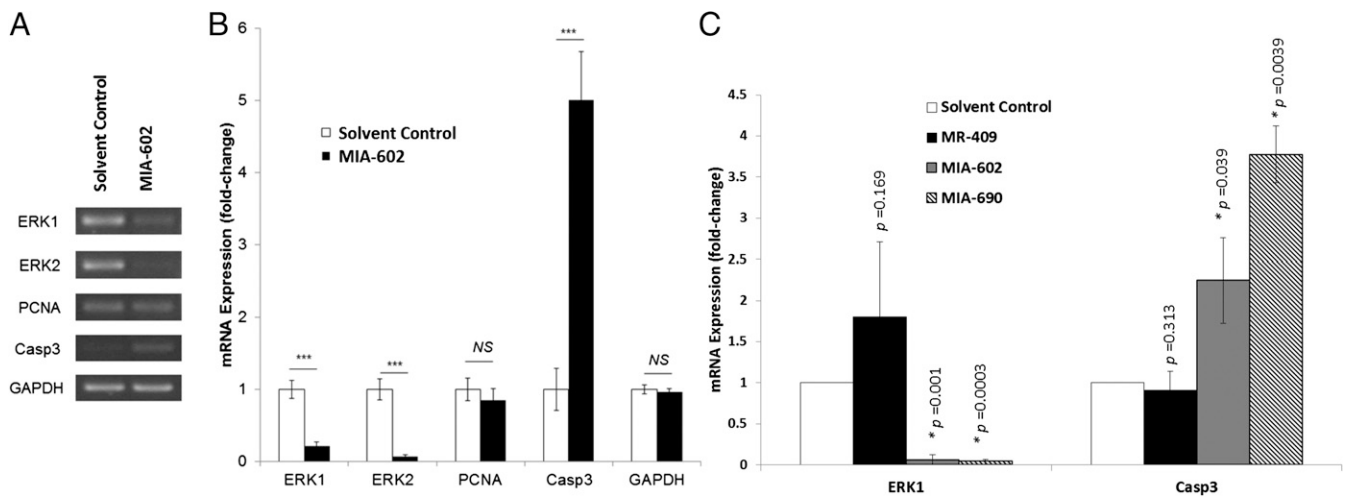 A
Solvent Control
MIA-602
ERK1
ERK2
PCNA
Casp3
GAPDH
B
mRNA Expression (fold-change)
6
5
4
3
2
1
0
Solvent Control
MIA-602
***
***
NS
***
NS
ERK1
ERK2
PCNA
Casp3
GAPDH
C
mRNA Expression (fold-change)
4.5
4
3.5
3
2.5
2
1.5
1
0.5
0
Solvent Control
MR-409
MIA-602
MIA-690
p =0.169
* p =0.001
* p =0.0003
p =0.313
* p =0.039
* p =0.0039
ERK1
Casp3